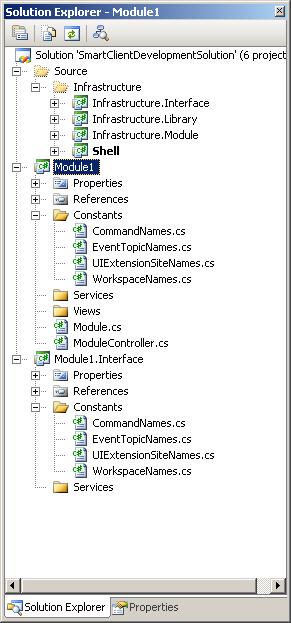 Solution Explorer - Module1
Solution 'SmartClientDevelopmentSolution' (6 project
Source
Infrastructure
Infrastructure.Interface
Infrastructure.Library
Infrastructure.Module
Shell
Module1
Properties
References
Constants
CommandNames.cs
EventTopicNames.cs
UIExtensionSiteNames.cs
WorkspaceNames.cs
Services
Views
Module.cs
ModuleController.cs
Module1.Interface
Properties
References
Constants
CommandNames.cs
EventTopicNames.cs
UIExtensionSiteNames.cs
WorkspaceNames.cs
Services
Solution Explorer Properties